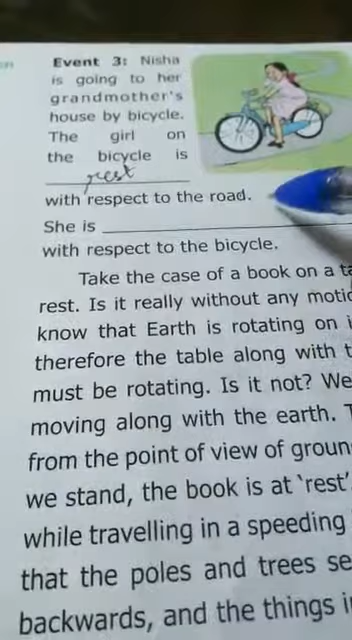 Event 3: Nisha
is going to her
grandmother's
house by bicycle.
The girl on
the bicycle is
rest
with respect to the road.
She is
with respect to the bicycle.
Take the case of a book on a
rest. Is it really without any
know that Earth is rotating on
therefore the table along with
must be rotating. Is it not? We
moving along with the earth.
from the point of view of
we stand, the book is at 'rest'
while travelling in a speeding
that the poles and trees
backwards, and the things